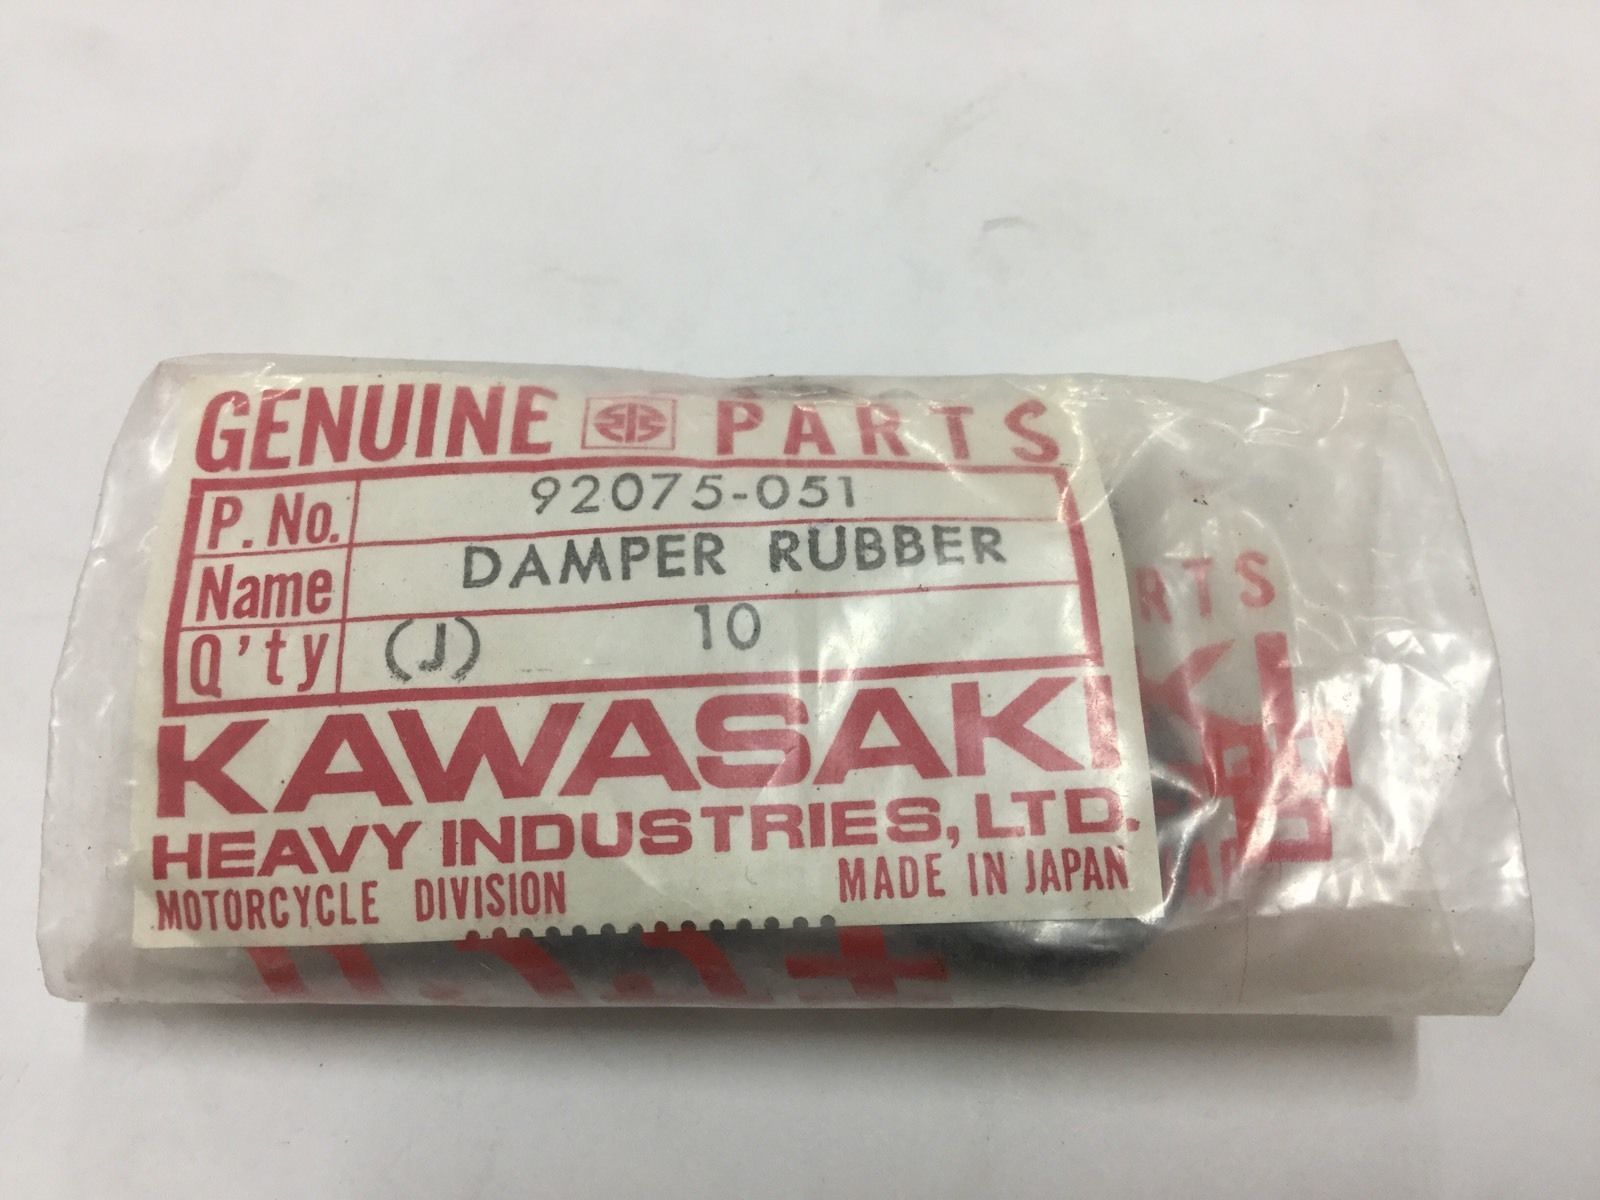 GENUINE PARTS
P. No. 92075-051
Name DAMPER RUBBER
Q'ty (J) 10
KAWASAKI
HEAVY INDUSTRIES, LTD.
MOTORCYCLE DIVISION MADE IN JAPAN